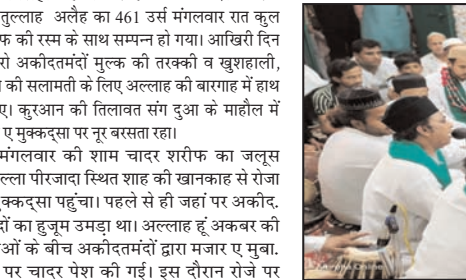 तुल्लाह अलैह का 461 उर्स मंगलवार रात कुल
फ की रस्म के साथ सम्पन्न हो गया। आखिरी दिन
रो अकीदतमंदों मुल्क की तरक्की व खुशहाली,
की सलामती के लिए अल्लाह की बारगाह में हाथ
ए। कुरआन की तिलावत संग दुआ के माहौल में
ए मुक्कद्सा पर नूर बरसता रहा।
मंगलवार की शाम चादर शरीफ का जलूस
ल्ला पीरजादा स्थित शाह की खानकाह से रोजा
मुक्कद्सा पहुंचा। पहले से ही जहां पर अकीद.
दों का हुजूम उमड़ा था। अल्लाह हूं अकबर की
ओं के बीच अकीदतमंदों द्वारा मजार ए मुबा.
पर चादर पेश की गई। इस दौरान रोजे पर